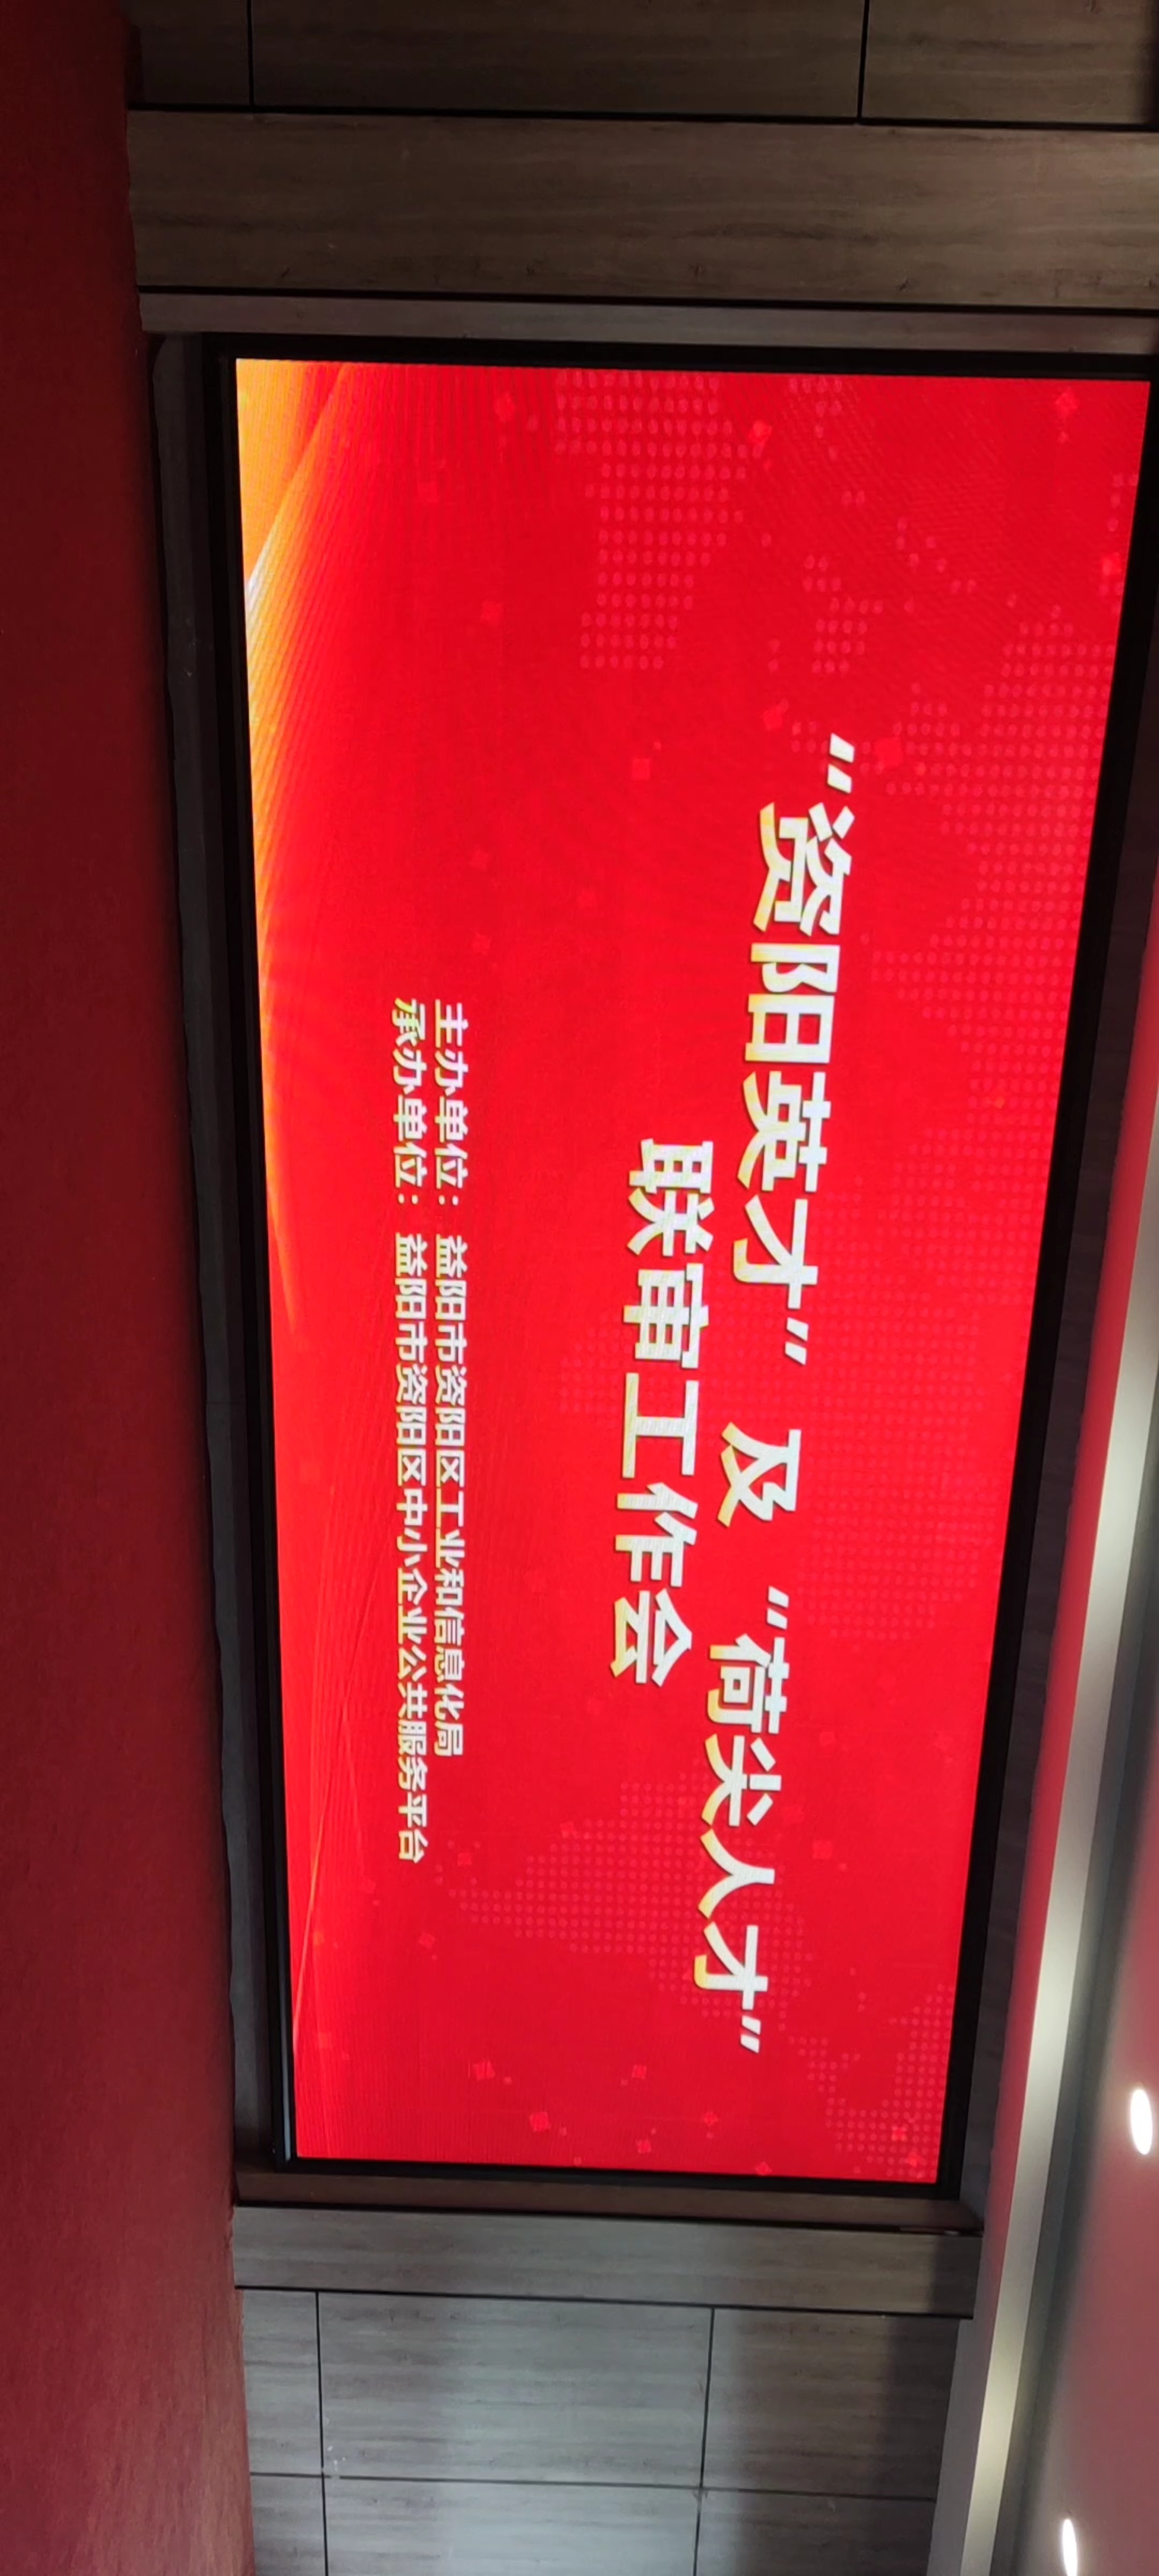 “资阳英才” 及 “荷尖人才”
联审工作会
主办单位： 益阳市资阳区工业和信息化局
承办单位： 益阳市资阳区中小企业公共服务平台